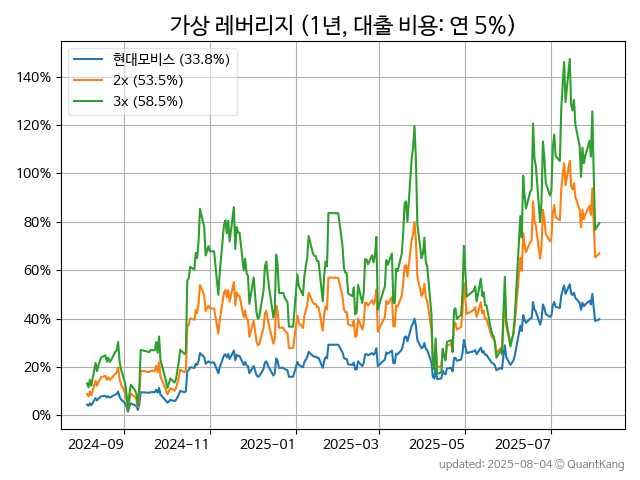 가상 레버리지 (1년, 대출 비용: 연 5%)
현대모비스 (33.8%)
2x (53.5%)
3x (58.5%)
140%
120%
100%
80%
60%
40%
20%
0%
2024-09 2024-11 2025-01 2025-03 2025-05 2025-07
updated: 2025-08-04 © QuantKang